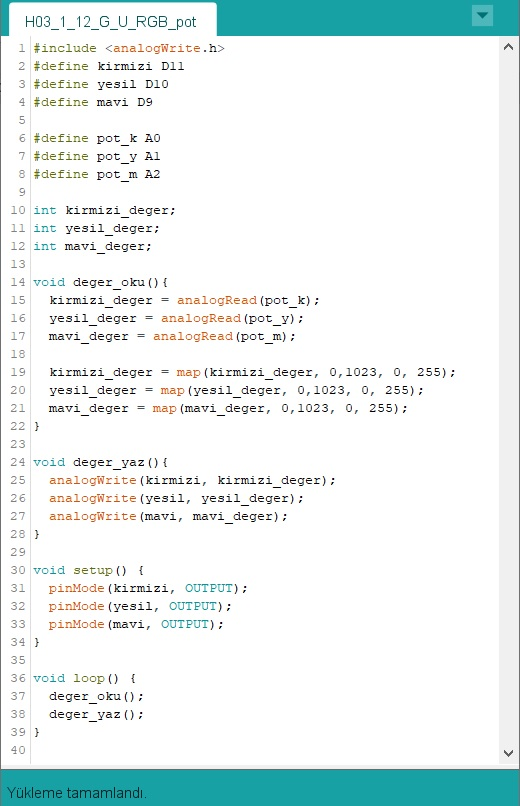 H03_1_12_G_U_RGB_pot
1 #include <analogWrite.h>
2 #define kirmizi D11
3 #define yesil D10
4 #define mavi D9
5
6 #define pot_k A0
7 #define pot_y A1
8 #define pot_m A2
9
10 int kirmizi_deger;
11 int yesil_deger;
12 int mavi_deger;
13
14 void deger_oku(){
15   kirmizi_deger = analogRead(pot_k);
16   yesil_deger = analogRead(pot_y);
17   mavi_deger = analogRead(pot_m);
18
19   kirmizi_deger = map(kirmizi_deger, 0,1023, 0, 255);
20   yesil_deger = map(yesil_deger, 0,1023, 0, 255);
21   mavi_deger = map(mavi_deger, 0,1023, 0, 255);
22 }
23
24 void deger_yaz(){
25   analogWrite(kirmizi, kirmizi_deger);
26   analogWrite(yesil, yesil_deger);
27   analogWrite(mavi, mavi_deger);
28 }
29
30 void setup() {
31   pinMode(kirmizi, OUTPUT);
32   pinMode(yesil, OUTPUT);
33   pinMode(mavi, OUTPUT);
34 }
35
36 void loop() {
37   deger_oku();
38   deger_yaz();
39 }
40
Yükleme tamamlandı.